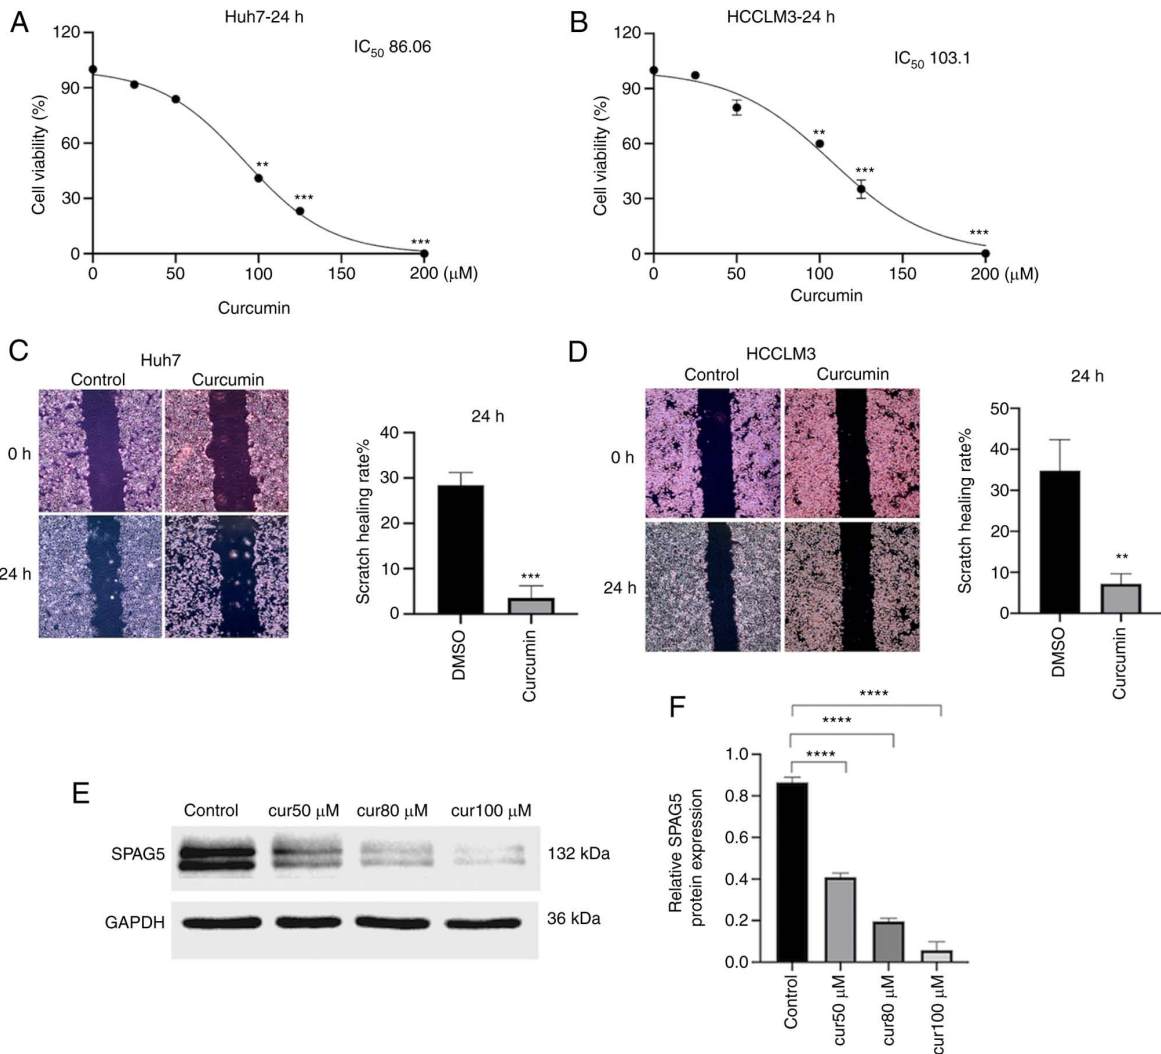 A
Huh7-24 h
IC50 86.06
Cell viability (%)
120
90
60
30
0
**
***
***
0
50
100
150
200 (μM)
Curcumin
B
HCCLM3-24 h
IC50 103.1
Cell viability (%)
120
90
60
30
0
**
***
***
0
50
100
150
200 (μM)
Curcumin
C
Huh7
Control
Curcumin
0 h
24 h
24 h
Scratch healing rate%
40
30
20
10
0
***
DMSO
Curcumin
D
HCCLM3
Control
Curcumin
0 h
24 h
24 h
Scratch healing rate%
50
40
30
20
10
0
**
DMSO
Curcumin
E
Control
cur50 μM
cur80 μM
cur100 μM
SPAG5
132 kDa
GAPDH
36 kDa
F
****
****
****
Relative SPAG5
protein expression
1.0
0.8
0.6
0.4
0.2
0.0
Control
cur50 μM
cur80 μM
cur100 μM